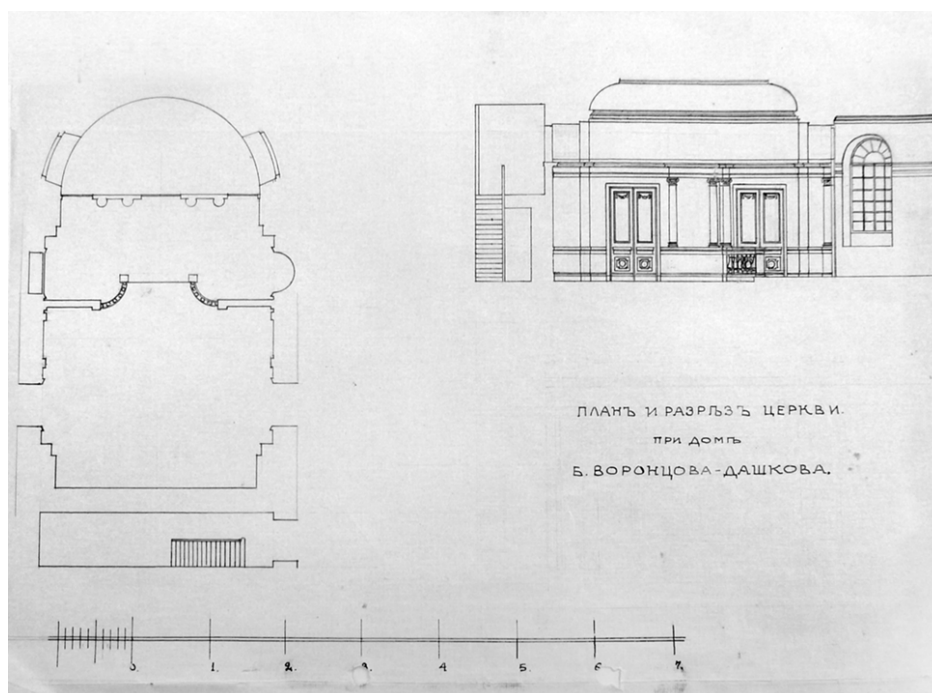 ПЛАНЪ И РАЗРѢЗЪ ЦЕРКВИ.
ПРИ ДОМѢ
Б. ВОРОНЦОВА-ДАШКОВА.
0. 1. 2. 3. 4. 5. 6. 7.